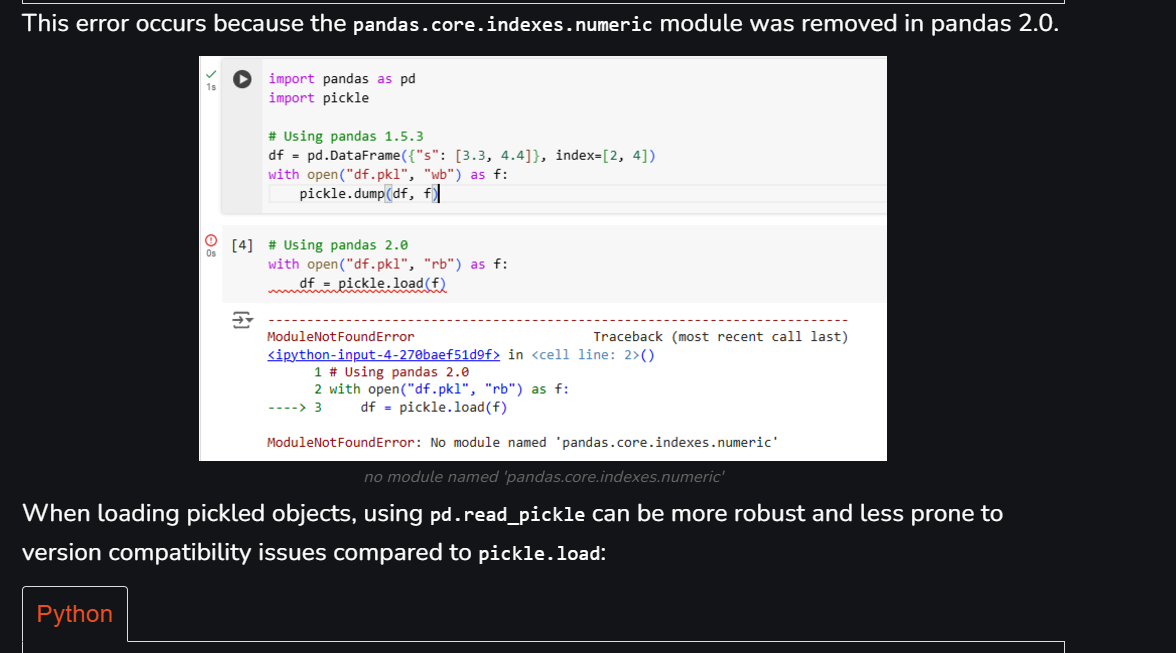 This error occurs because the pandas.core.indexes.numeric module was removed in pandas 2.0.
1s
import pandas as pd
import pickle
# Using pandas 1.5.3
df = pd.DataFrame({"s": [3.3, 4.4]}, index=[2, 4])
with open("df.pkl", "wb") as f:
    pickle.dump(df, f)
0s
[4] # Using pandas 2.0
with open("df.pkl", "rb") as f:
    df = pickle.load(f)
---------------------------------------------------------------------------
ModuleNotFoundError                       Traceback (most recent call last)
<ipython-input-4-270baef51d9f> in <cell line: 2>()
      1 # Using pandas 2.0
      2 with open("df.pkl", "rb") as f:
----> 3     df = pickle.load(f)
ModuleNotFoundError: No module named 'pandas.core.indexes.numeric'
no module named 'pandas.core.indexes.numeric'
When loading pickled objects, using pd.read_pickle can be more robust and less prone to
version compatibility issues compared to pickle.load:
Python